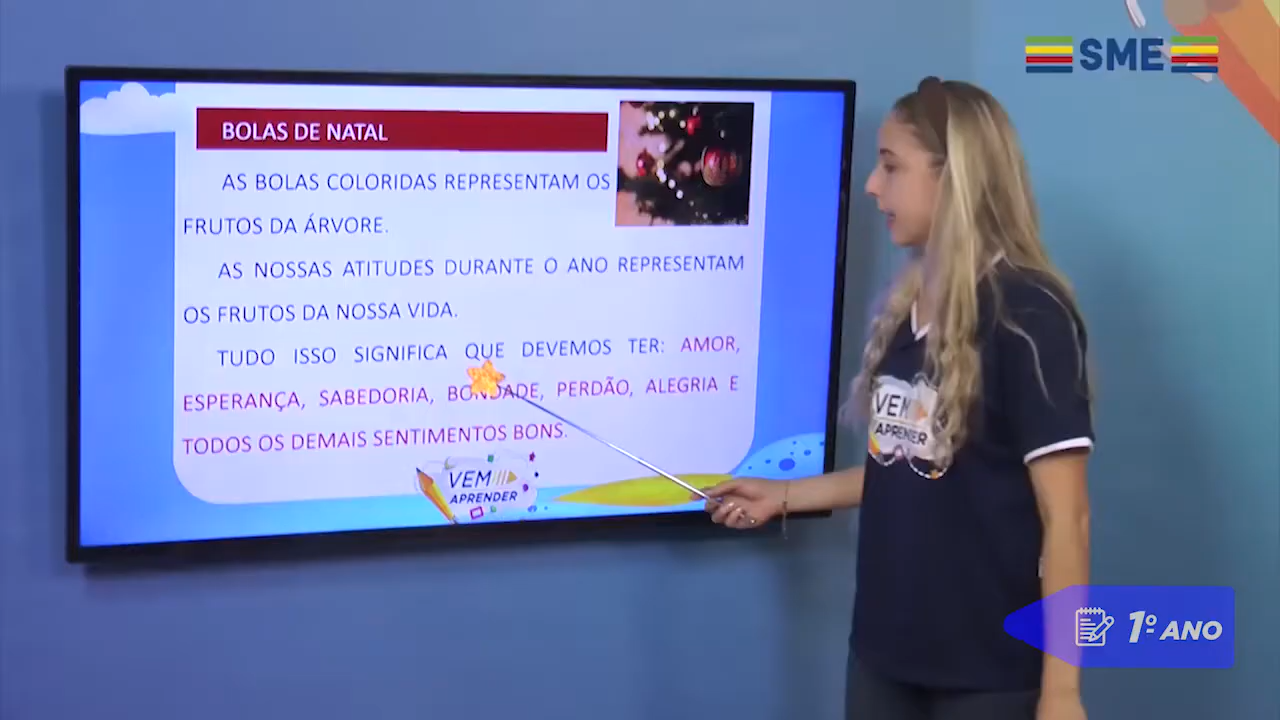 SME
BOLAS DE NATAL
AS BOLAS COLORIDAS REPRESENTAM OS
FRUTOS DA ÁRVORE.
AS NOSSAS ATITUDES DURANTE O ANO REPRESENTAM
OS FRUTOS DA NOSSA VIDA.
TUDO ISSO SIGNIFICA QUE DEVEMOS TER: AMOR,
ESPERANÇA, SABEDORIA, BONDADE, PERDÃO, ALEGRIA E
TODOS OS DEMAIS SENTIMENTOS BONS.
VEM
APRENDER
VEM
APRENDER
1º ANO